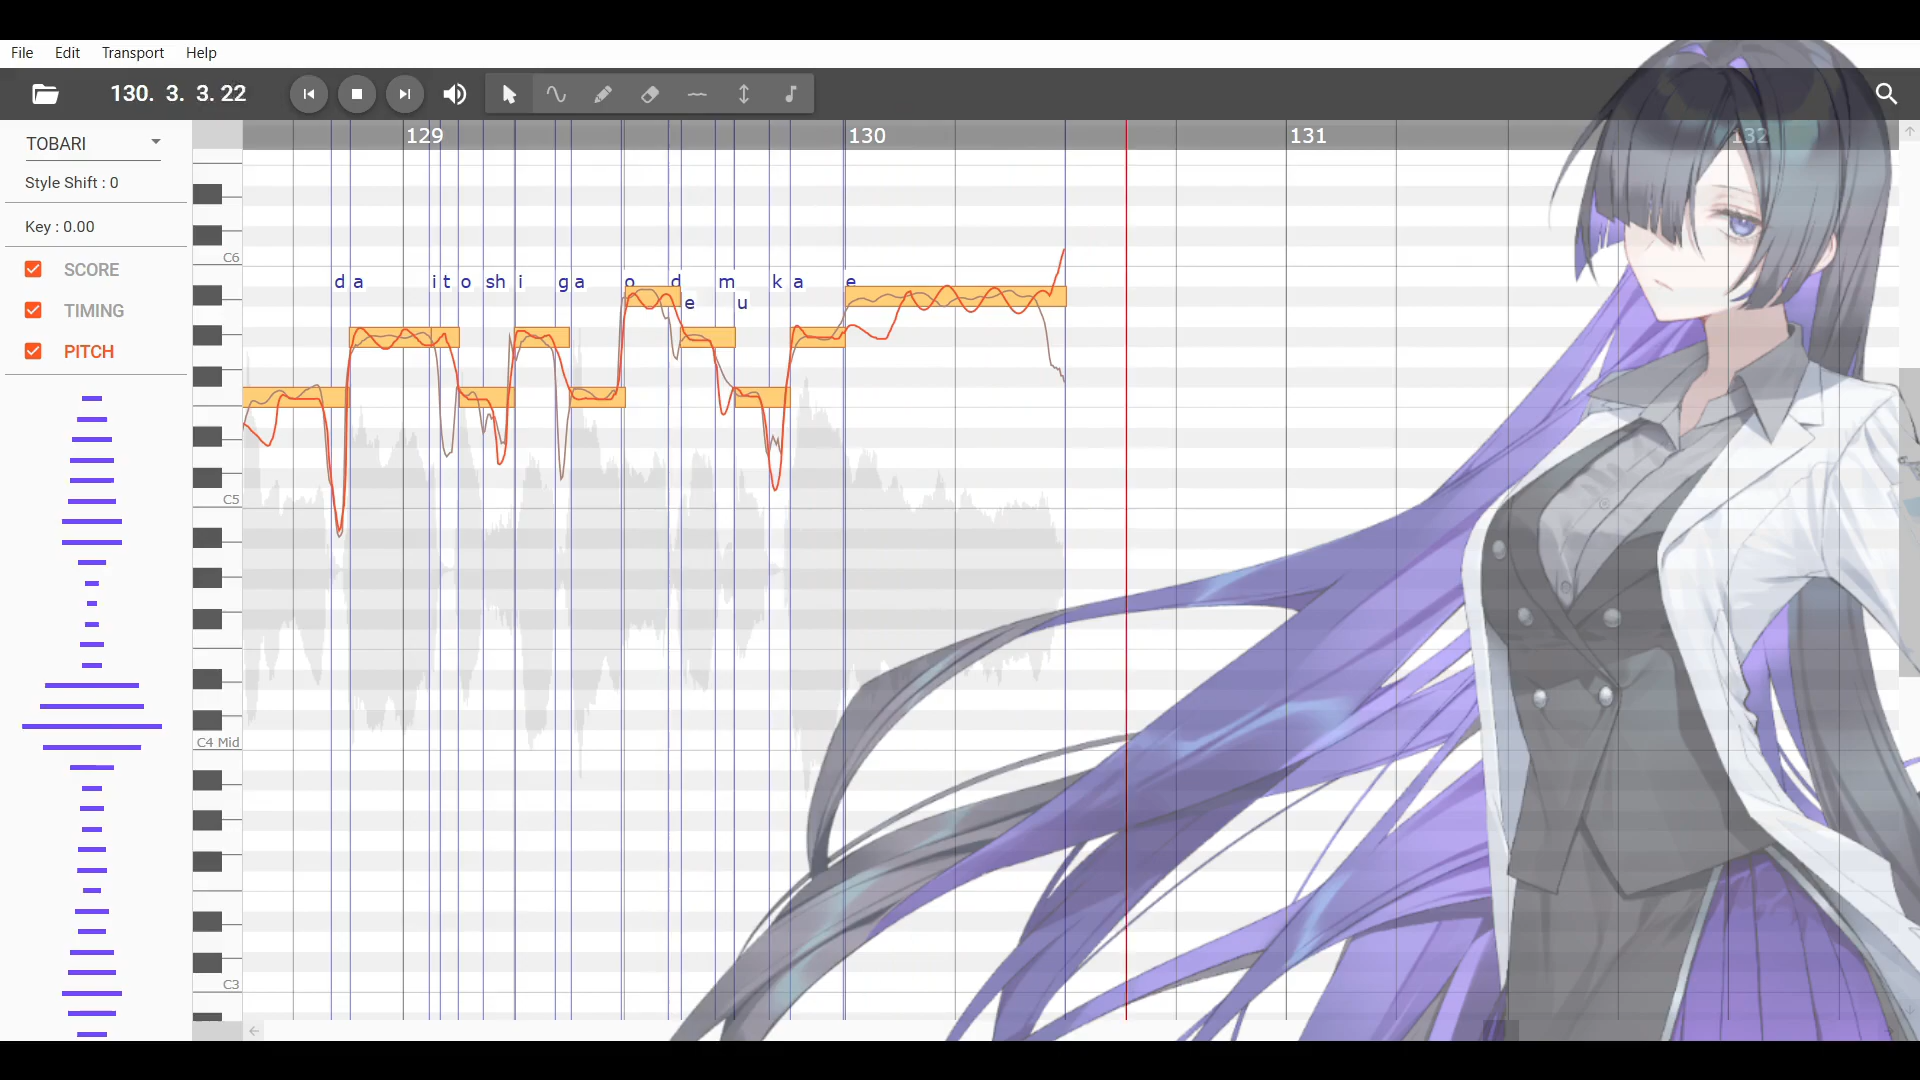 File Edit Transport Help
130. 3. 3. 22
TOBARI
129 130 131 132
Style Shift : 0
Key : 0.00
SCORE
TIMING
PITCH
C6
d a i t o sh i g a o d m k a e
e u
C5
C4 Mid
C3